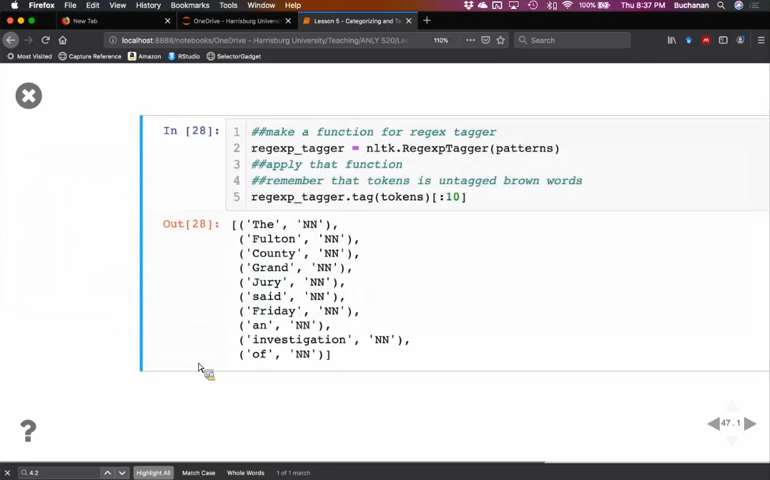 Firefox File Edit View History Bookmarks Tools Window Help 100% Thu 8:37 PM Buchanan
New Tab × OneDrive - Harrisburg Universi × Lesson 5 - Categorizing and Ta × +
localhost:8888/notebooks/OneDrive - Harrisburg University/Teaching/ANLY 520/Le 110% Search
Most Visited Capture Reference Amazon RStudio SelectorGadget
In [28]:
1 ##make a function for regex tagger
2 regexp_tagger = nltk.RegexpTagger(patterns)
3 ##apply that function
4 ##remember that tokens is untagged brown words
5 regexp_tagger.tag(tokens)[:10]
Out[28]: [('The', 'NN'),
('Fulton', 'NN'),
('County', 'NN'),
('Grand', 'NN'),
('Jury', 'NN'),
('said', 'NN'),
('Friday', 'NN'),
('an', 'NN'),
('investigation', 'NN'),
('of', 'NN')]
?
47.1
× 4.2 Highlight All Match Case Whole Words 1 of 1 match